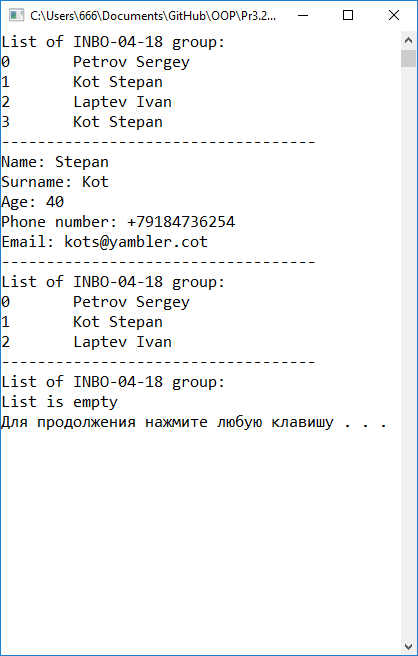 C:\Users\666\Documents\GitHub\OOP\Pr3.2...
List of INBO-04-18 group:
0 Petrov Sergey
1 Kot Stepan
2 Laptev Ivan
3 Kot Stepan
-----------------------------------
Name: Stepan
Surname: Kot
Age: 40
Phone number: +79184736254
Email: kots@yambler.cot
-----------------------------------
List of INBO-04-18 group:
0 Petrov Sergey
1 Kot Stepan
2 Laptev Ivan
-----------------------------------
List of INBO-04-18 group:
List is empty
Для продолжения нажмите любую клавишу . . .